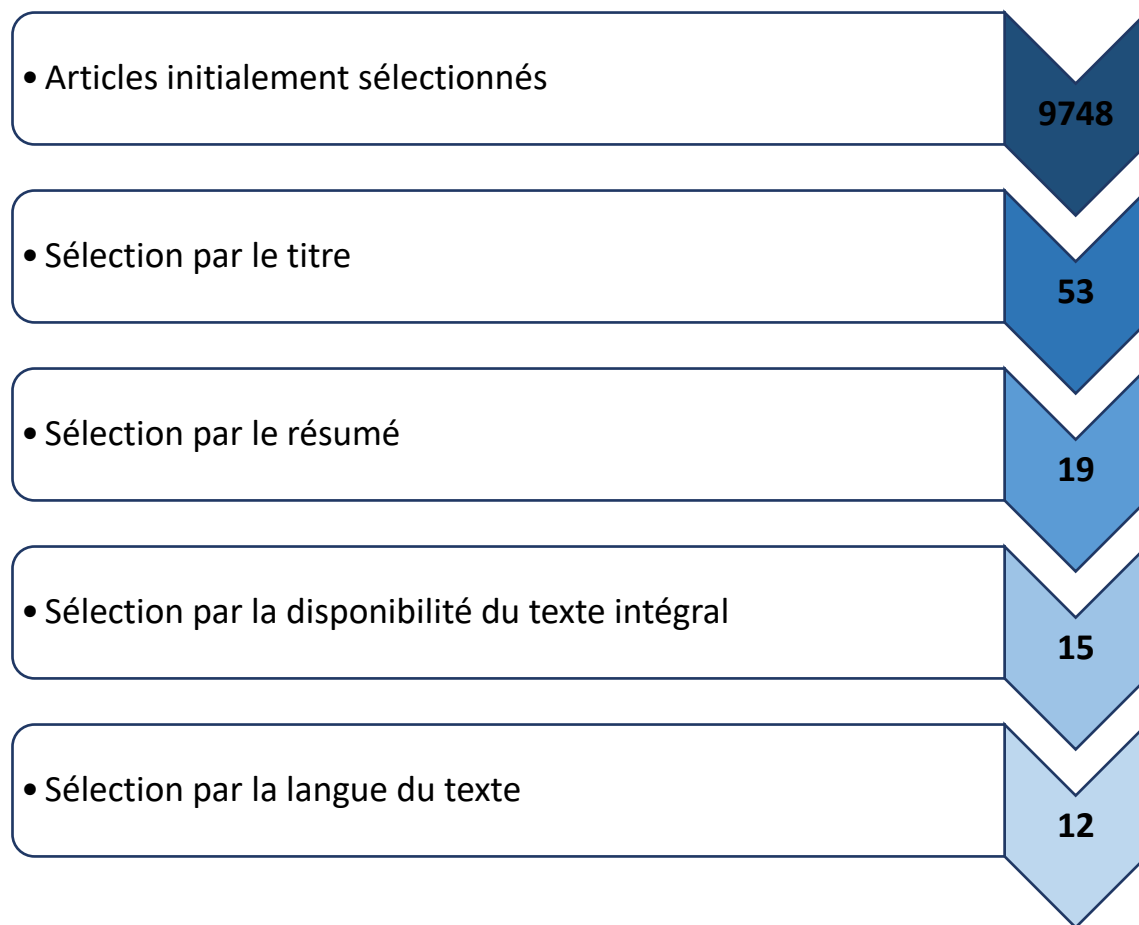 • Articles initialement sélectionnés
9748
• Sélection par le titre
53
• Sélection par le résumé
19
• Sélection par la disponibilité du texte intégral
15
• Sélection par la langue du texte
12